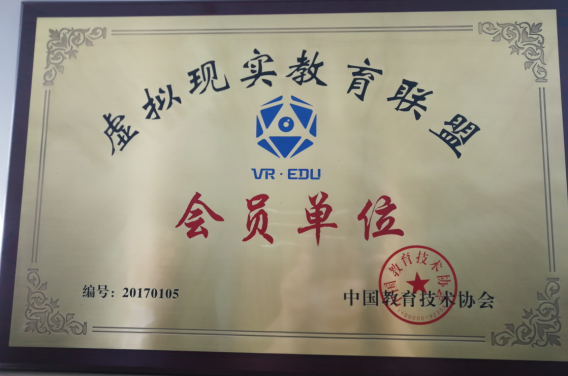 虚拟现实教育联盟
VR·EDU
会员单位
编号：20170105
中国教育技术协会